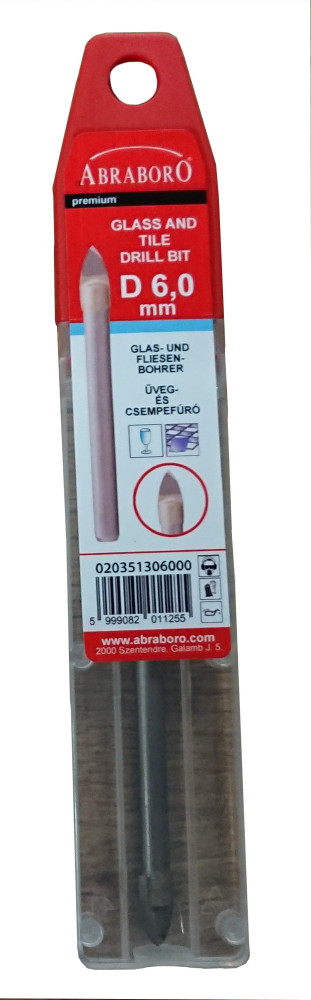 ABRABORO®
premium
GLASS AND
TILE
DRILL BIT
D 6,0
mm
GLAS- UND
FLIESEN-
BOHRER
ÜVEG-
ÉS
CSEMPEFÚRÓ
020351306000
5 999082 011255
www.abraboro.com
2000 Szentendre, Galamb J. 5.